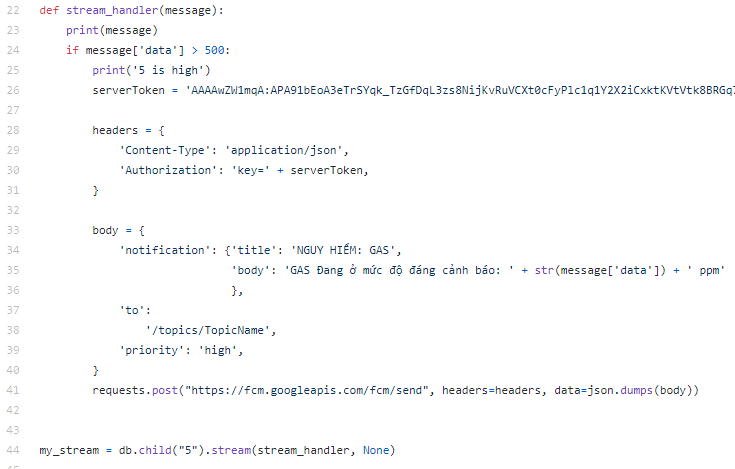 22 def stream_handler(message):
23 print(message)
24 if message['data'] > 500:
25 print('5 is high')
26 serverToken = 'AAAAwZW1mqA:APA91bEoA3eTrSYqk_TzGfDqL3zs8NijKvRuVCXt0cFyPlc1q1Y2X2iCxktKVtVtk8BRGq7
27
28 headers = {
29 'Content-Type': 'application/json',
30 'Authorization': 'key=' + serverToken,
31 }
32
33 body = {
34 'notification': {'title': 'NGUY HIỂM: GAS',
35 'body': 'GAS Đang ở mức độ đáng cảnh báo: ' + str(message['data']) + ' ppm'
36 },
37 'to':
38 '/topics/TopicName',
39 'priority': 'high',
40 }
41 requests.post("https://fcm.googleapis.com/fcm/send", headers=headers, data=json.dumps(body))
42
43
44 my_stream = db.child("5").stream(stream_handler, None)